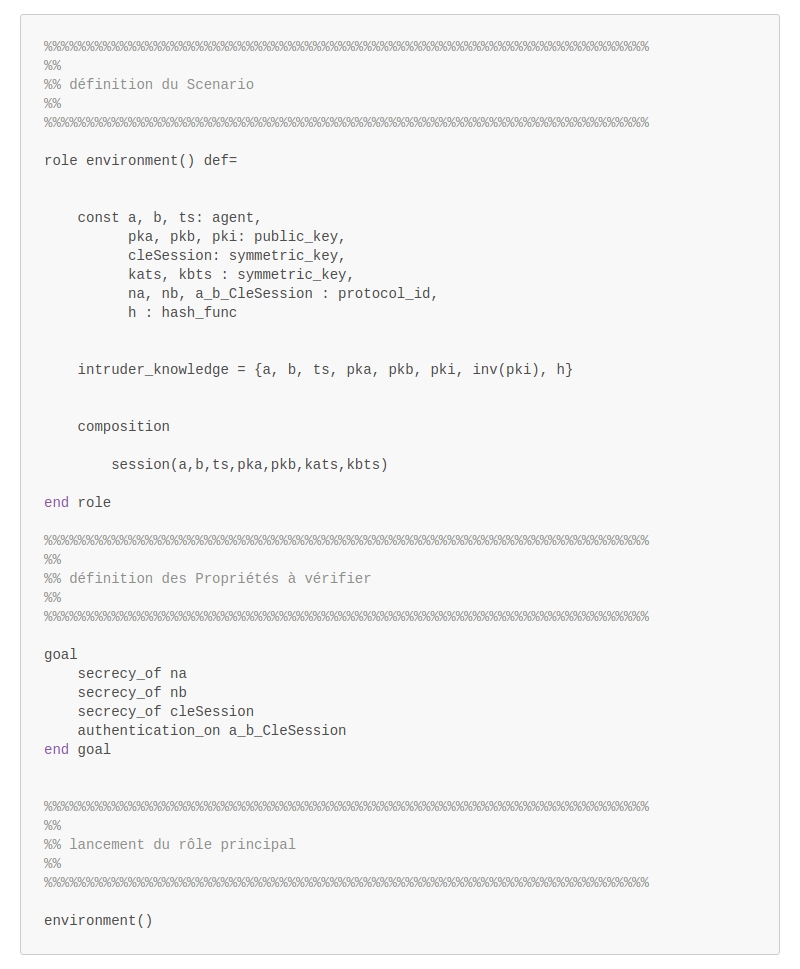 %%%%%%%%%%%%%%%%%%%%%%%%%%%%%%%%%%%%%%%%%%%%%%%%%%%%%%%%%%%%%%%%%%%%%%%%%%
%%
%% définition du Scenario
%%
%%%%%%%%%%%%%%%%%%%%%%%%%%%%%%%%%%%%%%%%%%%%%%%%%%%%%%%%%%%%%%%%%%%%%%%%%%
role environment() def=
const a, b, ts: agent,
pka, pkb, pki: public_key,
cleSession: symmetric_key,
kats, kbts : symmetric_key,
na, nb, a_b_CleSession : protocol_id,
h : hash_func
intruder_knowledge = {a, b, ts, pka, pkb, pki, inv(pki), h}
composition
session(a,b,ts,pka,pkb,kats,kbts)
end role
%%%%%%%%%%%%%%%%%%%%%%%%%%%%%%%%%%%%%%%%%%%%%%%%%%%%%%%%%%%%%%%%%%%%%%%%%%
%%
%% définition des Propriétés à vérifier
%%
%%%%%%%%%%%%%%%%%%%%%%%%%%%%%%%%%%%%%%%%%%%%%%%%%%%%%%%%%%%%%%%%%%%%%%%%%%
goal
secrecy_of na
secrecy_of nb
secrecy_of cleSession
authentication_on a_b_CleSession
end goal
%%%%%%%%%%%%%%%%%%%%%%%%%%%%%%%%%%%%%%%%%%%%%%%%%%%%%%%%%%%%%%%%%%%%%%%%%%
%%
%% lancement du rôle principal
%%
%%%%%%%%%%%%%%%%%%%%%%%%%%%%%%%%%%%%%%%%%%%%%%%%%%%%%%%%%%%%%%%%%%%%%%%%%%
environment()